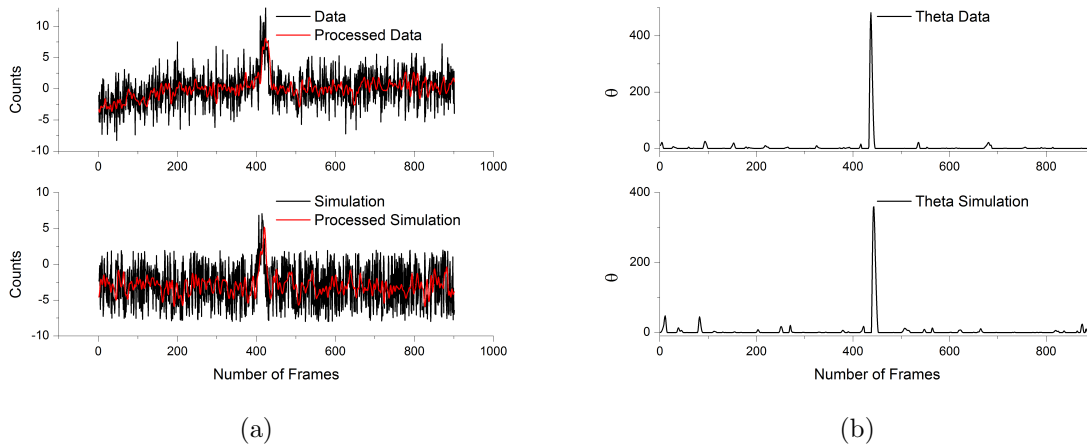 Data
Processed Data
Counts
10
5
0
-5
-10
0
200
400
600
800
1000
Simulation
Processed Simulation
Counts
10
5
0
-5
-10
0
200
400
600
800
1000
Number of Frames
(a)
Theta Data
θ
400
200
0
0
200
400
600
800
Theta Simulation
θ
400
200
0
0
200
400
600
800
Number of Frames
(b)